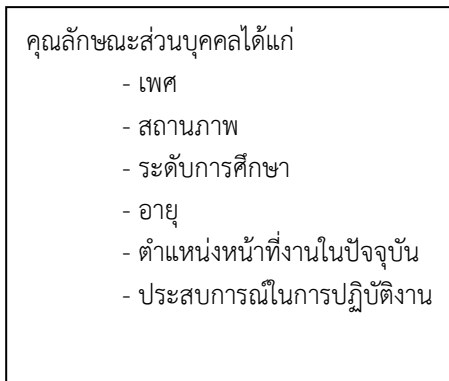 คุณลักษณะส่วนบุคคลได้แก่
- เพศ
- สถานภาพ
- ระดับการศึกษา
- อายุ
- ตำแหน่งหน้าที่งานในปัจจุบัน
- ประสบการณ์ในการปฏิบัติงาน